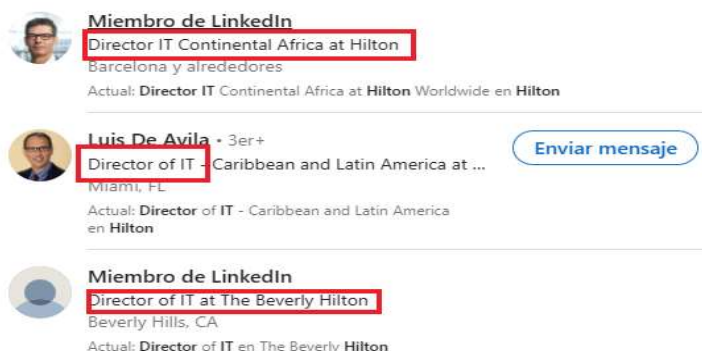 Miembro de LinkedIn
Director IT Continental Africa at Hilton
Barcelona y alrededores
Actual: Director IT Continental Africa at Hilton Worldwide en Hilton
Luis De Avila • 3er+
Director of IT - Caribbean and Latin America at ...
Enviar mensaje
Miami, FL
Actual: Director of IT - Caribbean and Latin America
en Hilton
Miembro de LinkedIn
Director of IT at The Beverly Hilton
Beverly Hills, CA
Actual: Director of IT en The Beverly Hilton